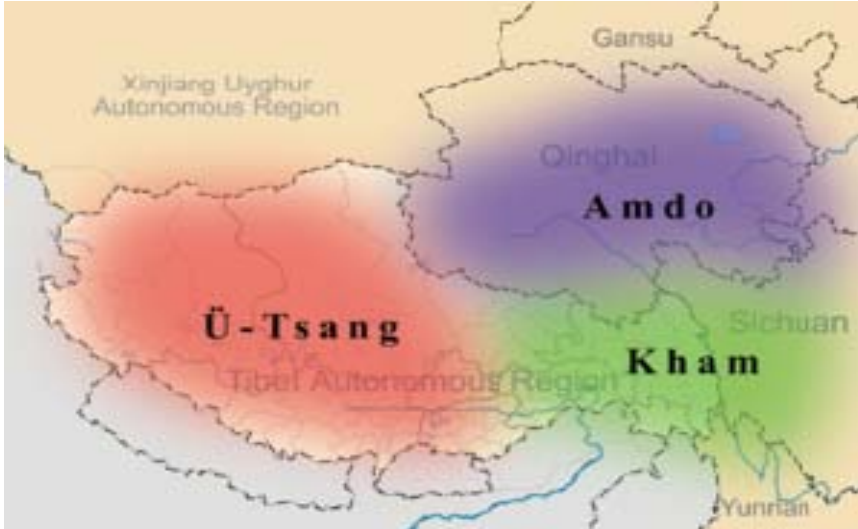 Gansu
Xinjiang Uyghur
Autonomous Region
Qinghai
Amdo
Ü-Tsang
Sichuan
Kham
Tibet Autonomous Region
Yunnan